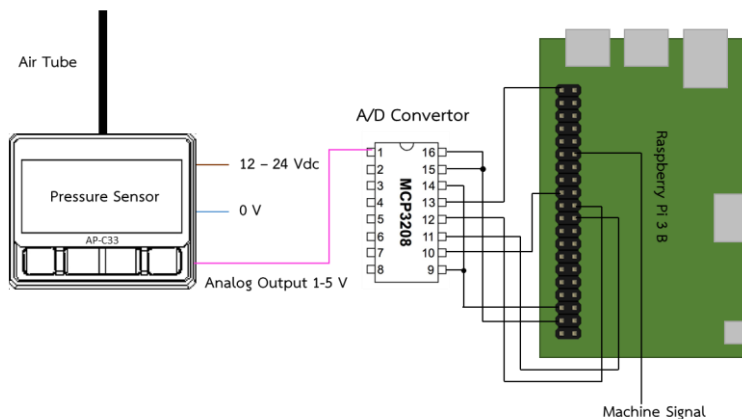 Air Tube
A/D Convertor
12 – 24 Vdc
Pressure Sensor
0 V
AP-C33
Analog Output 1-5 V
MCP3208
1 16
2 15
3 14
4 13
5 12
6 11
7 10
8 9
Raspberry Pi 3 B
Machine Signal